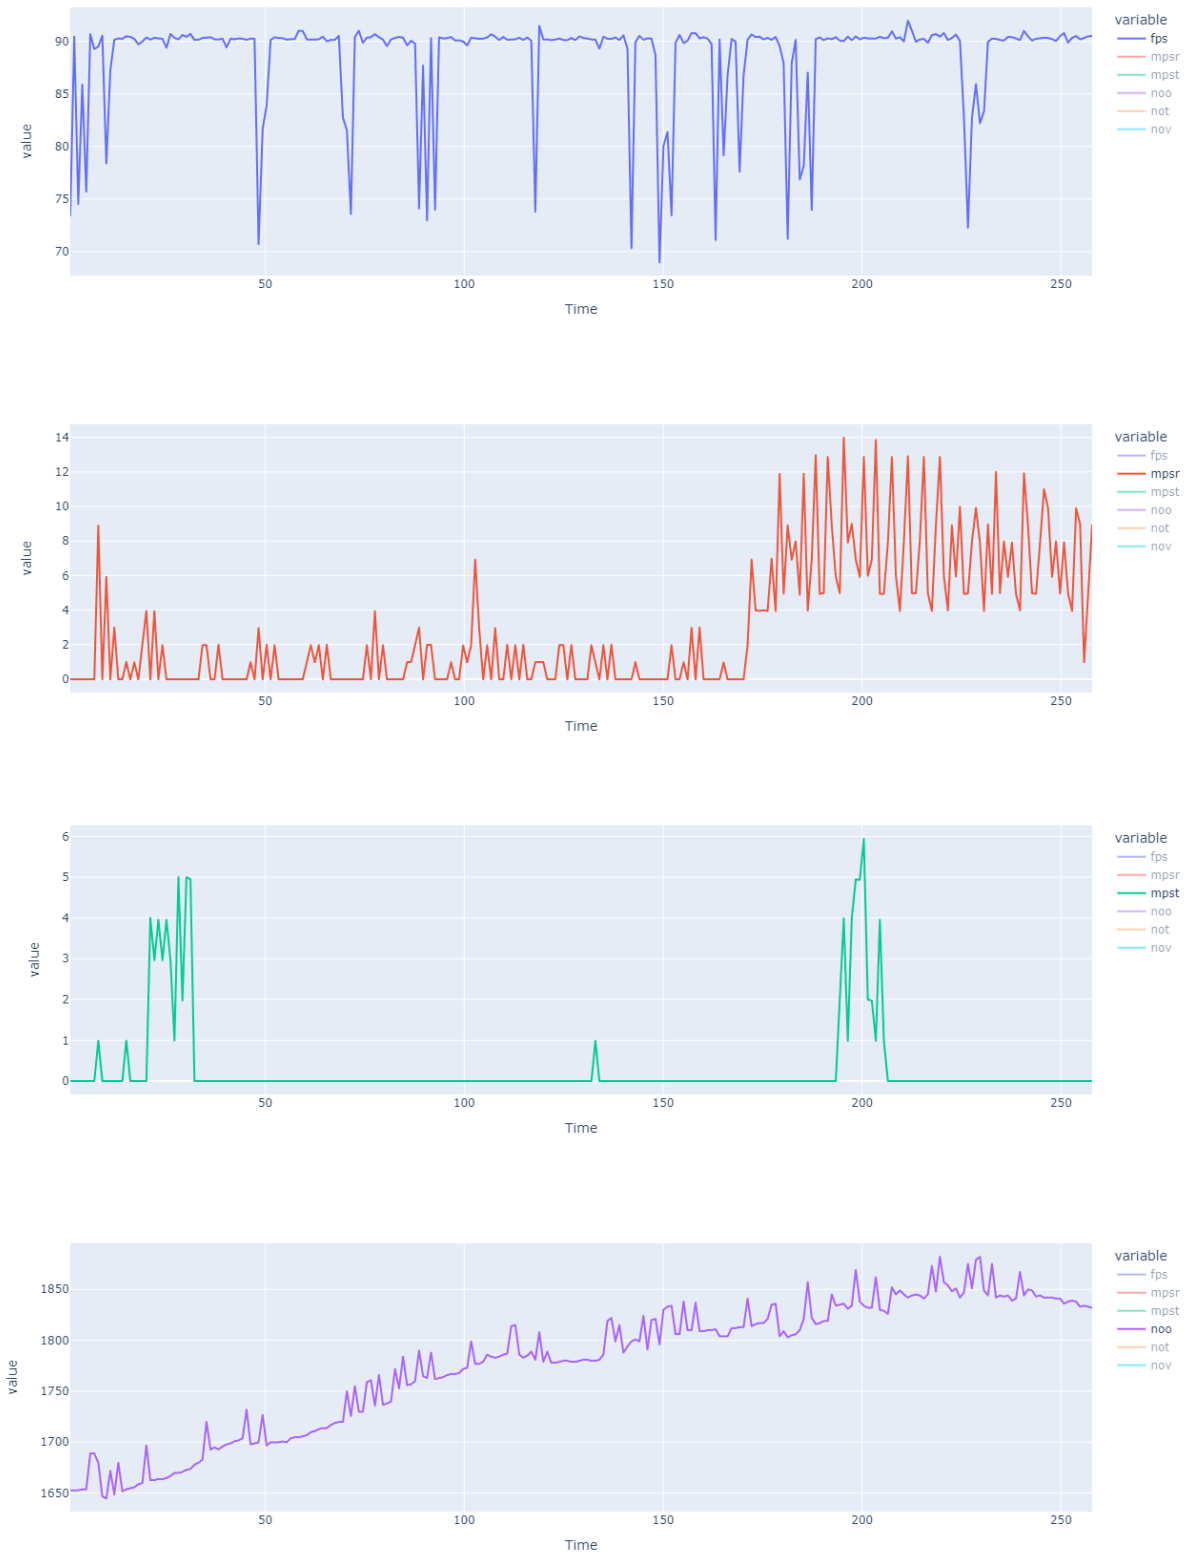 variable
fps
mpsr
mpst
noo
not
nov
90
85
80
75
70
value
50 100 150 200 250
Time
variable
fps
mpsr
mpst
noo
not
nov
14
12
10
8
6
4
2
0
value
50 100 150 200 250
Time
variable
fps
mpsr
mpst
noo
not
nov
6
5
4
3
2
1
0
value
50 100 150 200 250
Time
variable
fps
mpsr
mpst
noo
not
nov
1850
1800
1750
1700
1650
value
50 100 150 200 250
Time